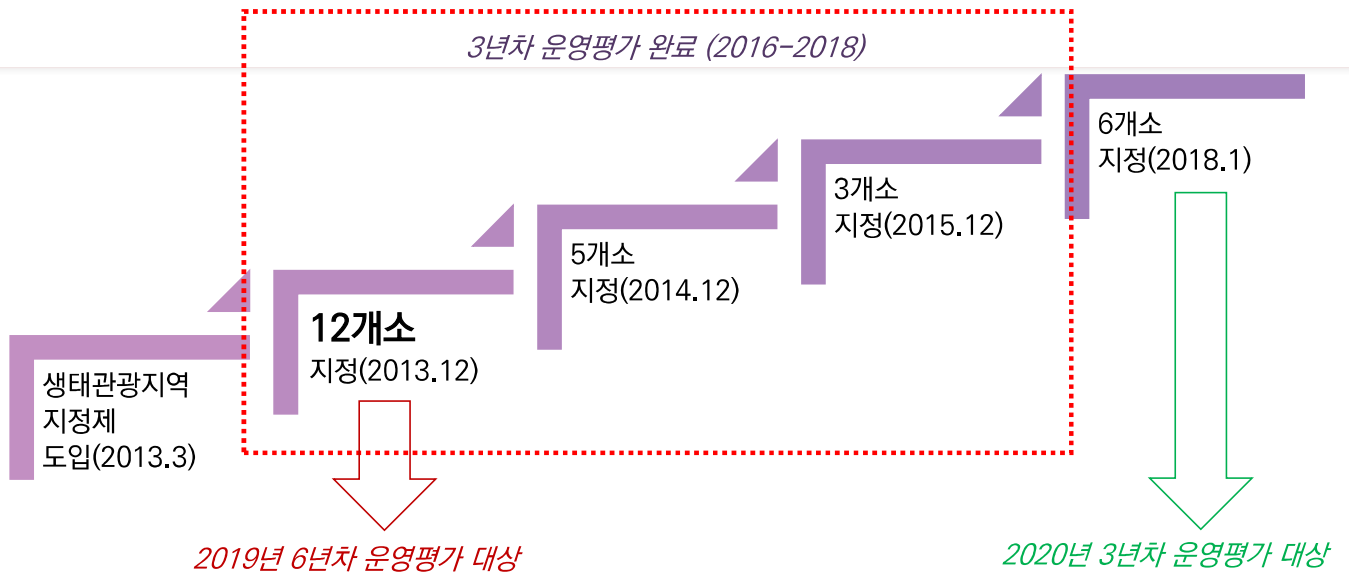 3년차 운영평가 완료 (2016-2018)
6개소
지정(2018.1)
3개소
지정(2015.12)
5개소
지정(2014.12)
12개소
지정(2013.12)
생태관광지역
지정제
도입(2013.3)
2019년 6년차 운영평가 대상
2020년 3년차 운영평가 대상